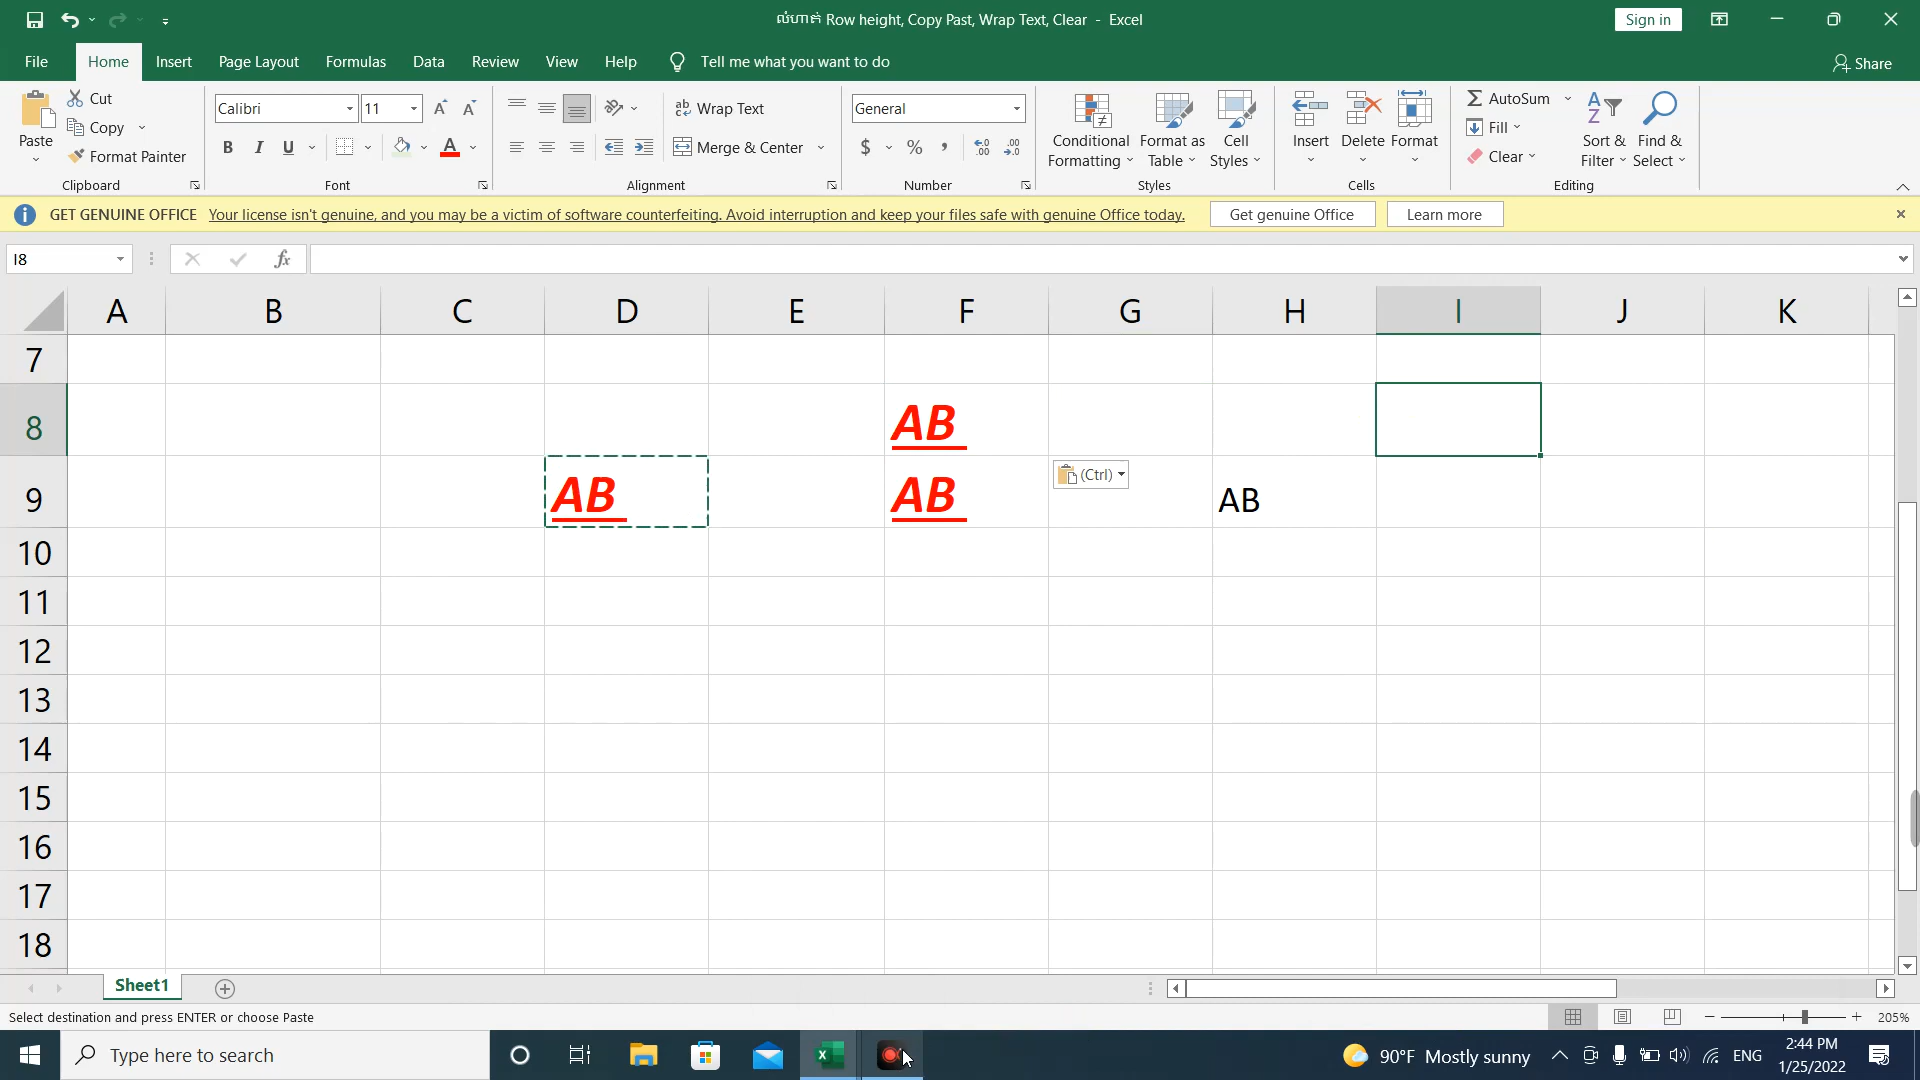 លំហាត់ Row height, Copy Past, Wrap Text, Clear - Excel
Sign in
File Home Insert Page Layout Formulas Data Review View Help Tell me what you want to do
Share
Paste
Cut
Copy
Format Painter
Clipboard
Calibri 11
B I U
Font
Wrap Text
Merge & Center
Alignment
General
$ % ,
Number
Conditional Formatting
Format as Table
Cell Styles
Styles
Insert
Delete
Format
Cells
AutoSum
Fill
Clear
Sort & Filter
Find & Select
Editing
GET GENUINE OFFICE Your license isn't genuine, and you may be a victim of software counterfeiting. Avoid interruption and keep your files safe with genuine Office today. Get genuine Office Learn more
I8 fx
A B C D E F G H I J K
7
8 AB
9 AB AB (Ctrl) AB
10
11
12
13
14
15
16
17
18
Sheet1
Select destination and press ENTER or choose Paste
205%
Type here to search
90°F Mostly sunny
ENG
2:44 PM
1/25/2022